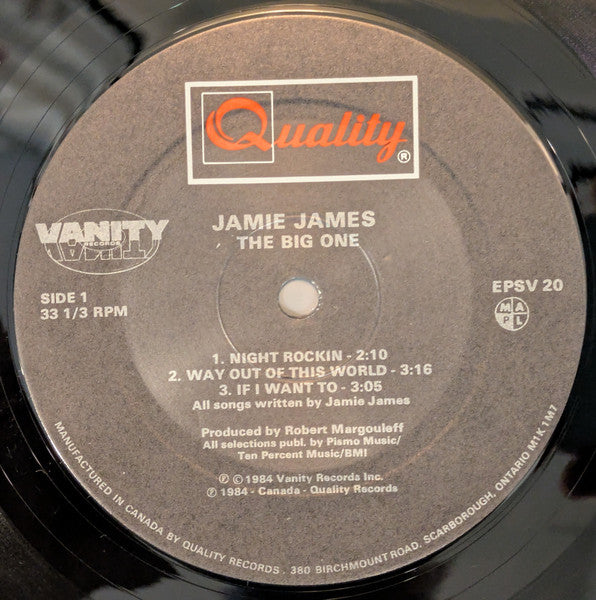 Quality®
JAMIE JAMES
THE BIG ONE
VANITY
RECORDS
VANITY
SIDE 1
33 1/3 RPM
EPSV 20
M A
P L
1. NIGHT ROCKIN - 2:10
2. WAY OUT OF THIS WORLD - 3:16
3. IF I WANT TO - 3:05
All songs written by Jamie James
Produced by Robert Margouleff
All selections publ. by Pismo Music/
Ten Percent Music/BMI
℗ © 1984 Vanity Records Inc.
℗ 1984 - Canada - Quality Records
MANUFACTURED IN CANADA BY QUALITY RECORDS . 380 BIRCHMOUNT ROAD, SCARBOROUGH, ONTARIO M1K 1M7